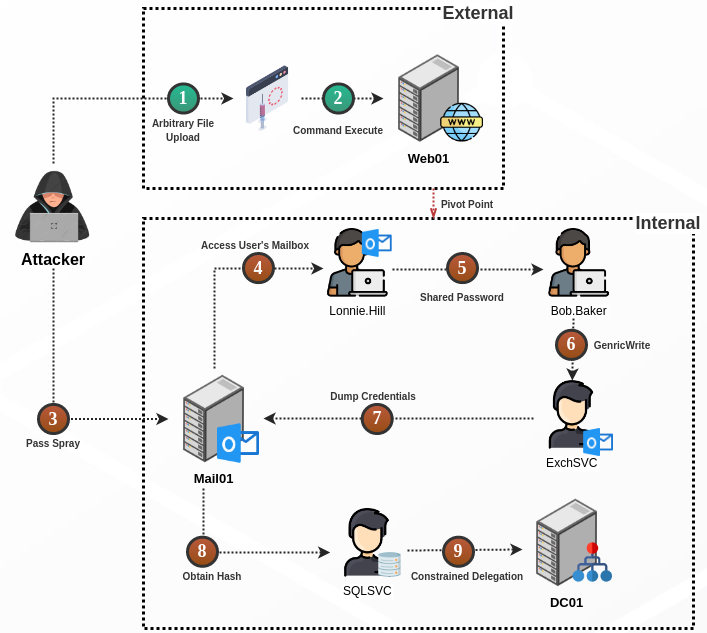 External
1
2
Arbitrary File
Upload
Command Execute
WWW
Web01
Pivot Point
Attacker
Internal
Access User's Mailbox
4
5
Lonnie.Hill
Shared Password
Bob.Baker
6
GenricWrite
3
Pass Spray
Dump Credentials
7
ExchSVC
Mail01
8
Obtain Hash
SQLSVC
9
Constrained Delegation
DC01